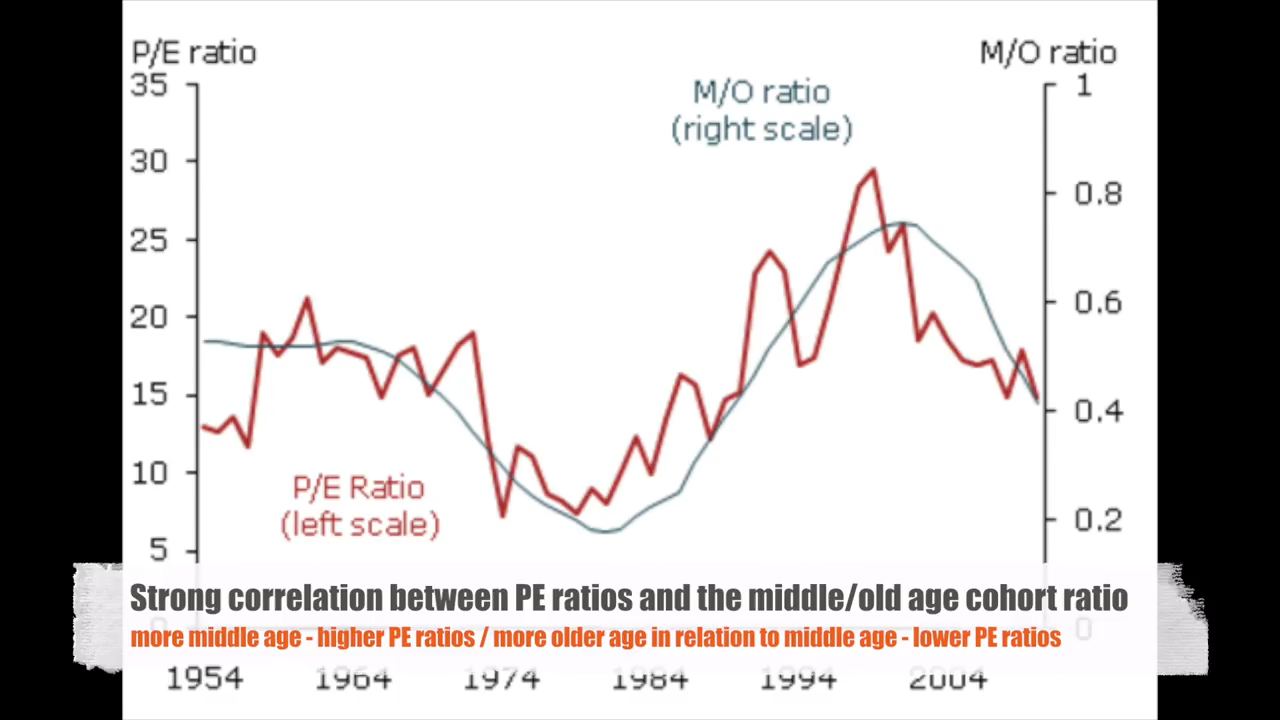 P/E ratio
M/O ratio
35
30
25
20
15
10
5
0
1
0.8
0.6
0.4
0.2
0
M/O ratio
(right scale)
P/E Ratio
(left scale)
Strong correlation between PE ratios and the middle/old age cohort ratio
more middle age - higher PE ratios / more older age in relation to middle age - lower PE ratios
1954 1964 1974 1984 1994 2004